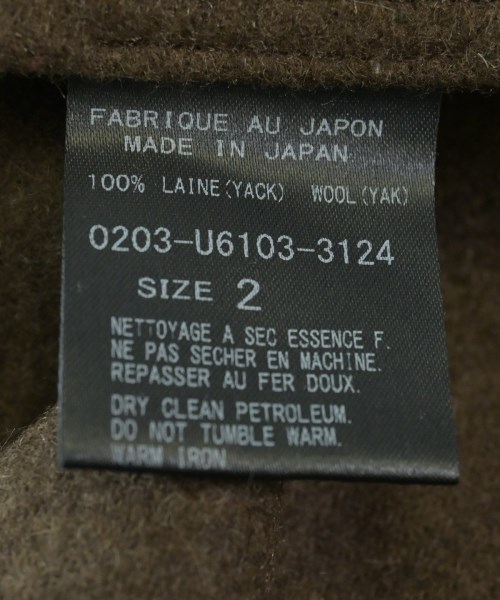 FABRIQUE AU JAPON
MADE IN JAPAN
100% LAINE(YACK) WOOL(YAK)
0203-U6103-3124
SIZE 2
NETTOYAGE A SEC ESSENCE F.
NE PAS SECHER EN MACHINE.
REPASSER AU FER DOUX.
DRY CLEAN PETROLEUM.
DO NOT TUMBLE WARM.
WARM IRON